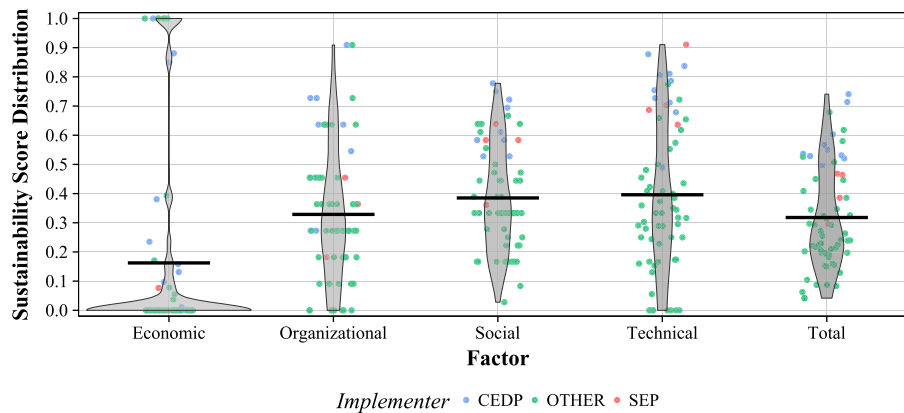 Sustainability Score Distribution
1.0
0.9
0.8
0.7
0.6
0.5
0.4
0.3
0.2
0.1
0.0
Economic Organizational Social Technical Total
Factor
Implementer CEDP OTHER SEP